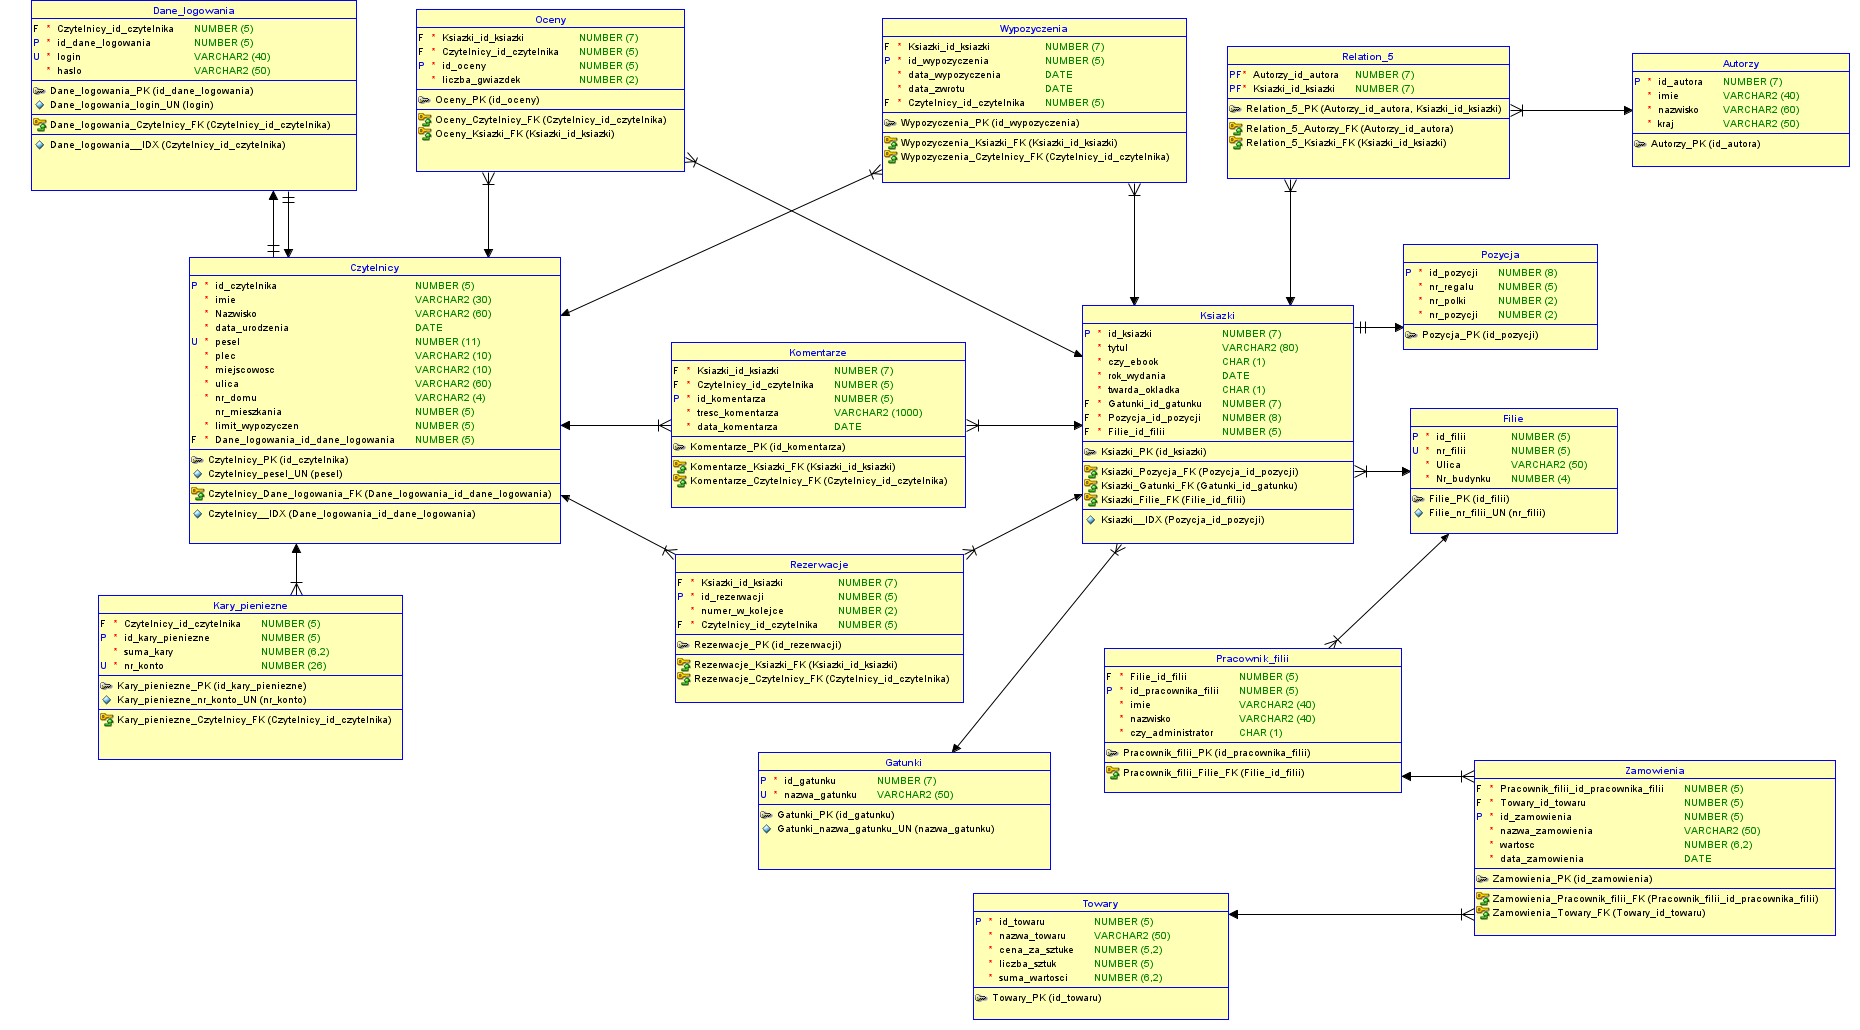 Dane_logowania
F * Czytelnicy_id_czytelnika NUMBER (5)
P * id_dane_logowania NUMBER (5)
U * login VARCHAR2 (40)
* haslo VARCHAR2 (50)
Dane_logowania_PK (id_dane_logowania)
Dane_logowania_login_UN (login)
Dane_logowania_Czytelnicy_FK (Czytelnicy_id_czytelnika)
Dane_logowania__IDX (Czytelnicy_id_czytelnika)
Oceny
F * Ksiazki_id_ksiazki NUMBER (7)
F * Czytelnicy_id_czytelnika NUMBER (5)
P * id_oceny NUMBER (5)
* liczba_gwiazdek NUMBER (2)
Oceny_PK (id_oceny)
Oceny_Czytelnicy_FK (Czytelnicy_id_czytelnika)
Oceny_Ksiazki_FK (Ksiazki_id_ksiazki)
Wypozyczenia
F * Ksiazki_id_ksiazki NUMBER (7)
P * id_wypozyczenia NUMBER (5)
* data_wypozyczenia DATE
* data_zwrotu DATE
F * Czytelnicy_id_czytelnika NUMBER (5)
Wypozyczenia_PK (id_wypozyczenia)
Wypozyczenia_Ksiazki_FK (Ksiazki_id_ksiazki)
Wypozyczenia_Czytelnicy_FK (Czytelnicy_id_czytelnika)
Relation_5
PF* Autorzy_id_autora NUMBER (7)
PF* Ksiazki_id_ksiazki NUMBER (7)
Relation_5_PK (Autorzy_id_autora, Ksiazki_id_ksiazki)
Relation_5_Autorzy_FK (Autorzy_id_autora)
Relation_5_Ksiazki_FK (Ksiazki_id_ksiazki)
Autorzy
P * id_autora NUMBER (7)
* imie VARCHAR2 (40)
* nazwisko VARCHAR2 (60)
* kraj VARCHAR2 (50)
Autorzy_PK (id_autora)
Czytelnicy
P * id_czytelnika NUMBER (5)
* imie VARCHAR2 (30)
* Nazwisko VARCHAR2 (60)
* data_urodzenia DATE
U * pesel NUMBER (11)
* plec VARCHAR2 (10)
* miejscowosc VARCHAR2 (10)
* ulica VARCHAR2 (60)
* nr_domu VARCHAR2 (4)
nr_mieszkania NUMBER (5)
* limit_wypozyczen NUMBER (5)
F * Dane_logowania_id_dane_logowania NUMBER (5)
Czytelnicy_PK (id_czytelnika)
Czytelnicy_pesel_UN (pesel)
Czytelnicy_Dane_logowania_FK (Dane_logowania_id_dane_logowania)
Czytelnicy__IDX (Dane_logowania_id_dane_logowania)
Komentarze
F * Ksiazki_id_ksiazki NUMBER (7)
F * Czytelnicy_id_czytelnika NUMBER (5)
P * id_komentarza NUMBER (5)
* tresc_komentarza VARCHAR2 (1000)
* data_komentarza DATE
Komentarze_PK (id_komentarza)
Komentarze_Ksiazki_FK (Ksiazki_id_ksiazki)
Komentarze_Czytelnicy_FK (Czytelnicy_id_czytelnika)
Ksiazki
P * id_ksiazki NUMBER (7)
* tytul VARCHAR2 (80)
* czy_ebook CHAR (1)
* rok_wydania DATE
* twarda_okladka CHAR (1)
F * Gatunki_id_gatunku NUMBER (7)
F * Pozycja_id_pozycji NUMBER (8)
F * Filie_id_filii NUMBER (5)
Ksiazki_PK (id_ksiazki)
Ksiazki_Pozycja_FK (Pozycja_id_pozycji)
Ksiazki_Gatunki_FK (Gatunki_id_gatunku)
Ksiazki_Filie_FK (Filie_id_filii)
Ksiazki__IDX (Pozycja_id_pozycji)
Pozycja
P * id_pozycji NUMBER (8)
* nr_regalu NUMBER (5)
* nr_polki NUMBER (2)
* nr_pozycji NUMBER (2)
Pozycja_PK (id_pozycji)
Filie
P * id_filii NUMBER (5)
U * nr_filii NUMBER (5)
* Ulica VARCHAR2 (50)
* Nr_budynku NUMBER (4)
Filie_PK (id_filii)
Filie_nr_filii_UN (nr_filii)
Kary_pieniezne
F * Czytelnicy_id_czytelnika NUMBER (5)
P * id_kary_pieniezne NUMBER (5)
* suma_kary NUMBER (6,2)
U * nr_konto NUMBER (26)
Kary_pieniezne_PK (id_kary_pieniezne)
Kary_pieniezne_nr_konto_UN (nr_konto)
Kary_pieniezne_Czytelnicy_FK (Czytelnicy_id_czytelnika)
Rezerwacje
F * Ksiazki_id_ksiazki NUMBER (7)
P * id_rezerwacji NUMBER (5)
* numer_w_kolejce NUMBER (2)
F * Czytelnicy_id_czytelnika NUMBER (5)
Rezerwacje_PK (id_rezerwacji)
Rezerwacje_Ksiazki_FK (Ksiazki_id_ksiazki)
Rezerwacje_Czytelnicy_FK (Czytelnicy_id_czytelnika)
Pracownik_filii
F * Filie_id_filii NUMBER (5)
P * id_pracownika_filii NUMBER (5)
* imie VARCHAR2 (40)
* nazwisko VARCHAR2 (40)
* czy_administrator CHAR (1)
Pracownik_filii_PK (id_pracownika_filii)
Pracownik_filii_Filie_FK (Filie_id_filii)
Gatunki
P * id_gatunku NUMBER (7)
U * nazwa_gatunku VARCHAR2 (50)
Gatunki_PK (id_gatunku)
Gatunki_nazwa_gatunku_UN (nazwa_gatunku)
Zamowienia
F * Pracownik_filii_id_pracownika_filii NUMBER (5)
F * Towary_id_towaru NUMBER (5)
P * id_zamowienia NUMBER (5)
* nazwa_zamowienia VARCHAR2 (50)
* wartosc NUMBER (6,2)
* data_zamowienia DATE
Zamowienia_PK (id_zamowienia)
Zamowienia_Pracownik_filii_FK (Pracownik_filii_id_pracownika_filii)
Zamowienia_Towary_FK (Towary_id_towaru)
Towary
P * id_towaru NUMBER (5)
* nazwa_towaru VARCHAR2 (50)
* cena_za_sztuke NUMBER (5,2)
* liczba_sztuk NUMBER (5)
* suma_wartosci NUMBER (6,2)
Towary_PK (id_towaru)